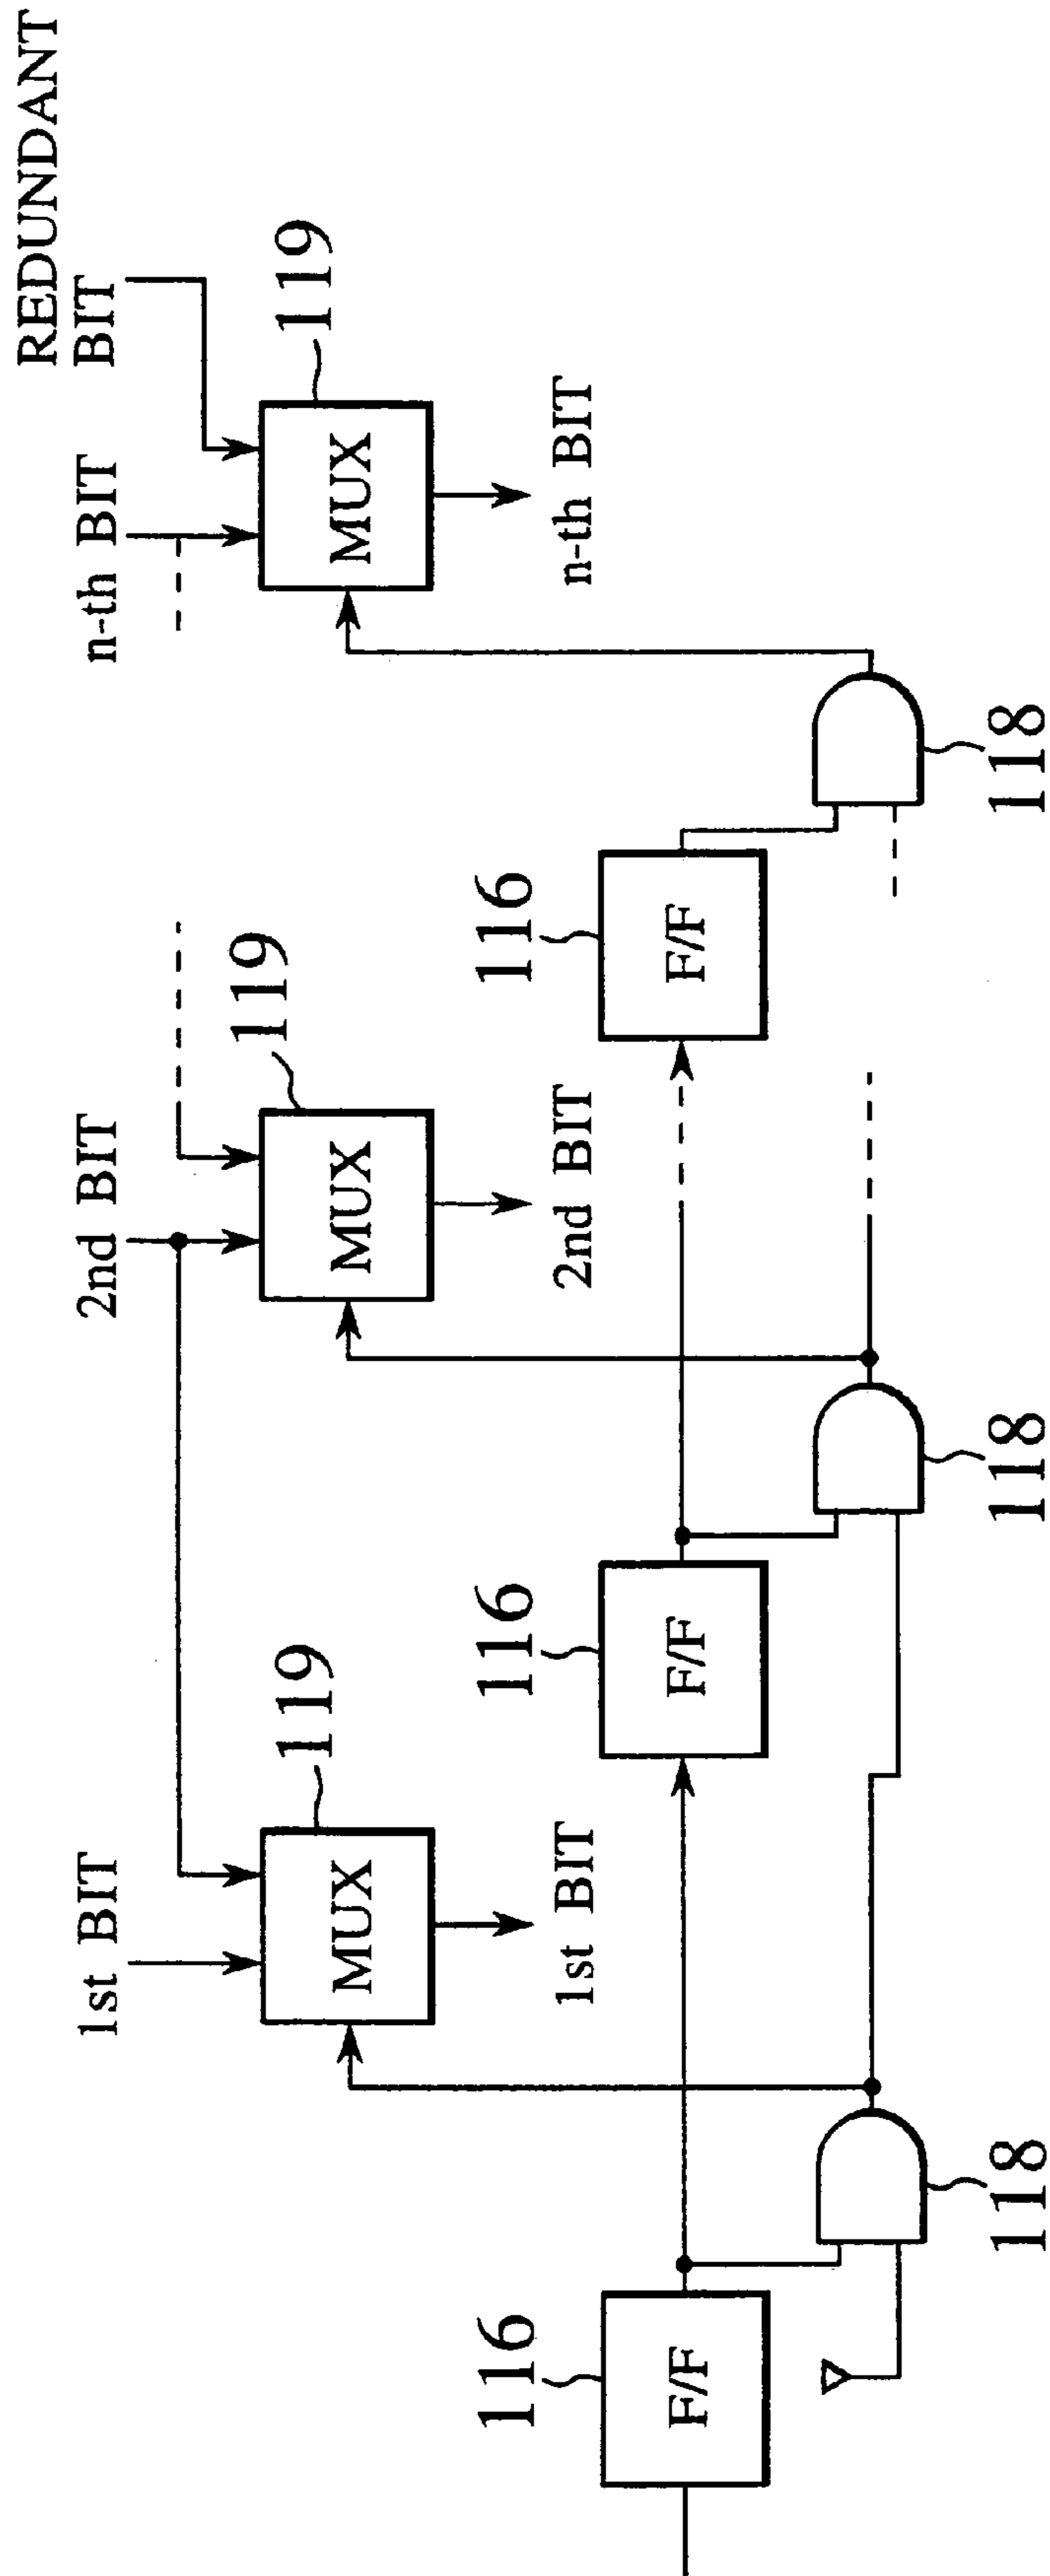 REDUNDANT
1st BIT
2nd BIT
n-th BIT
BIT
119
119
119
MUX
MUX
MUX
1st BIT
2nd BIT
n-th BIT
116
116
116
F/F
F/F
F/F
118
118
118